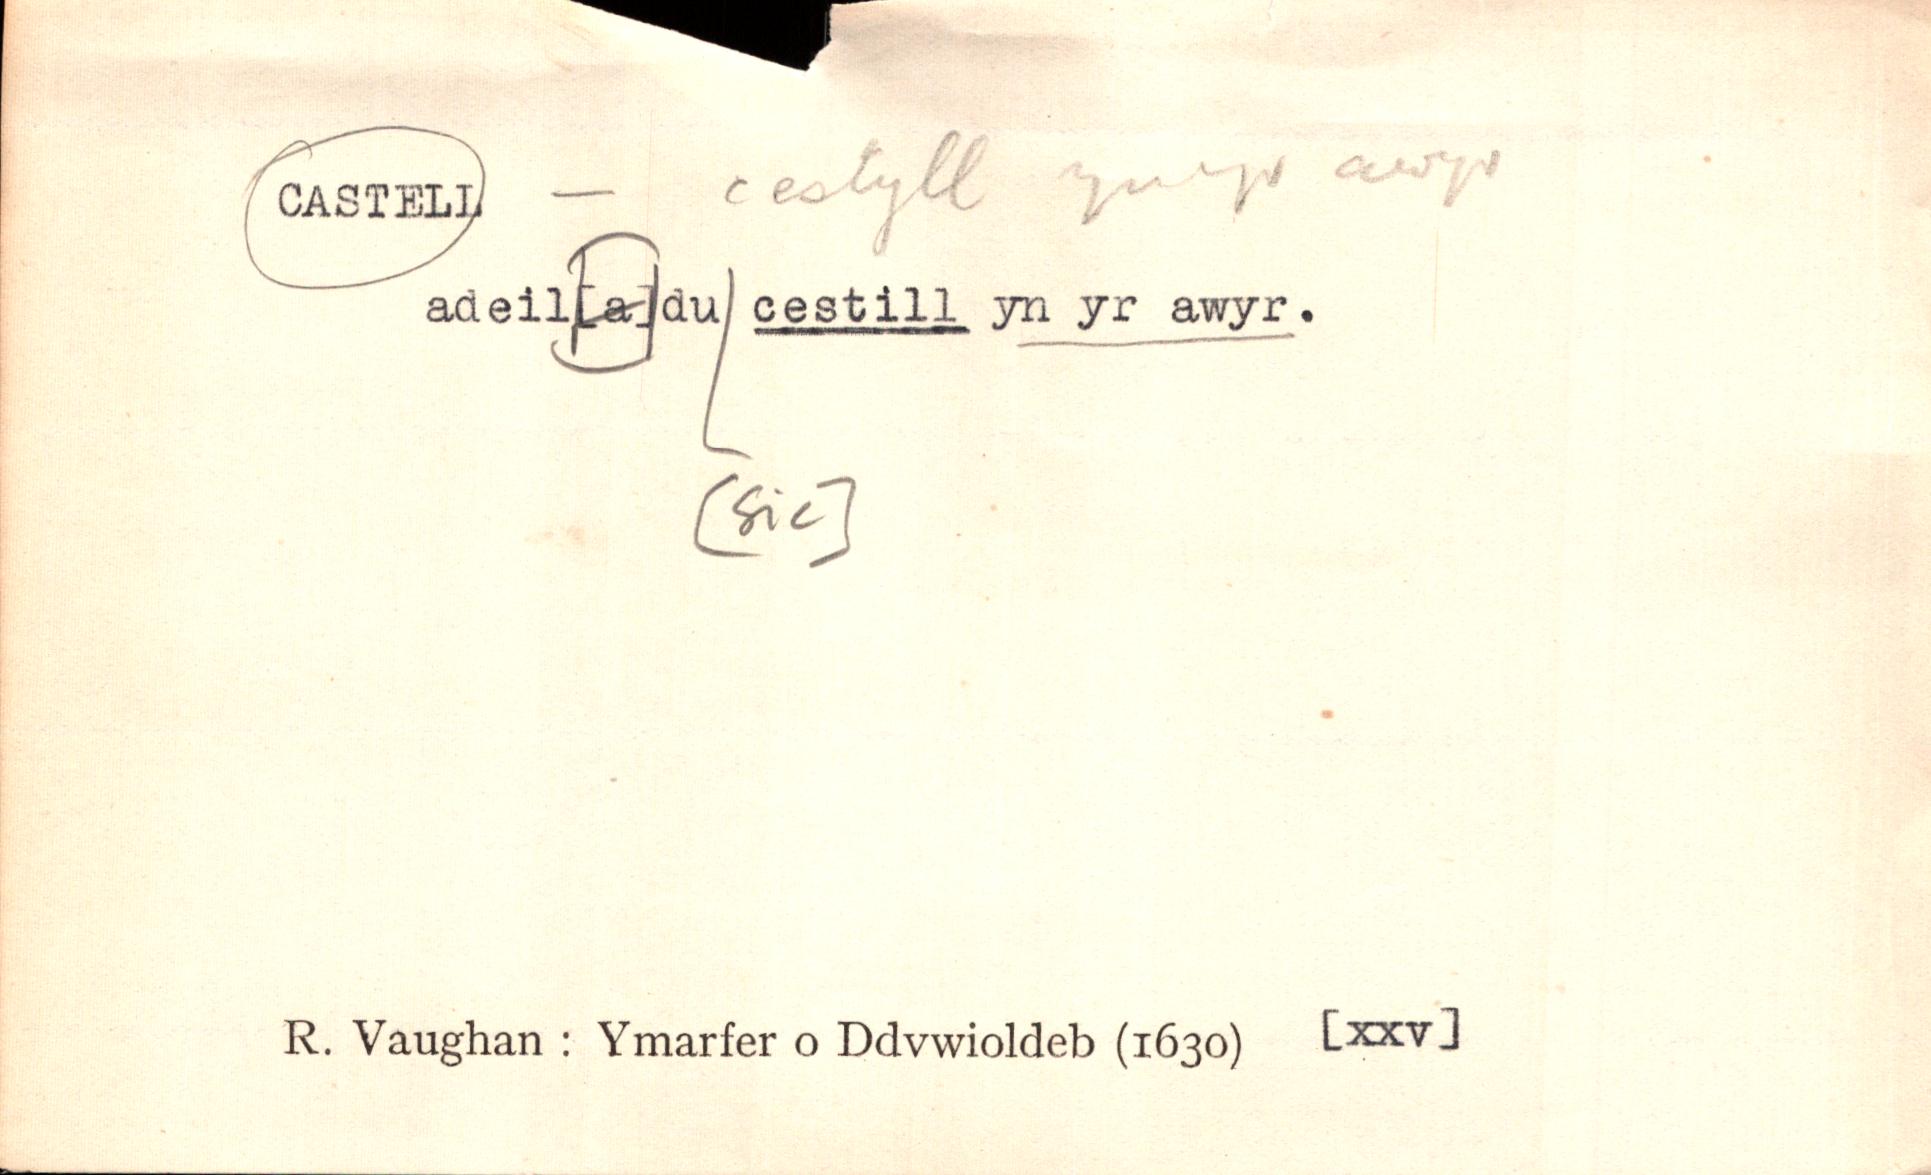 CASTELL — cestyll yn yr awyr
adeil[a]du cestill yn yr awyr.
[sic]
R. Vaughan : Ymarfer o Ddvwioldeb (1630) [xxv]